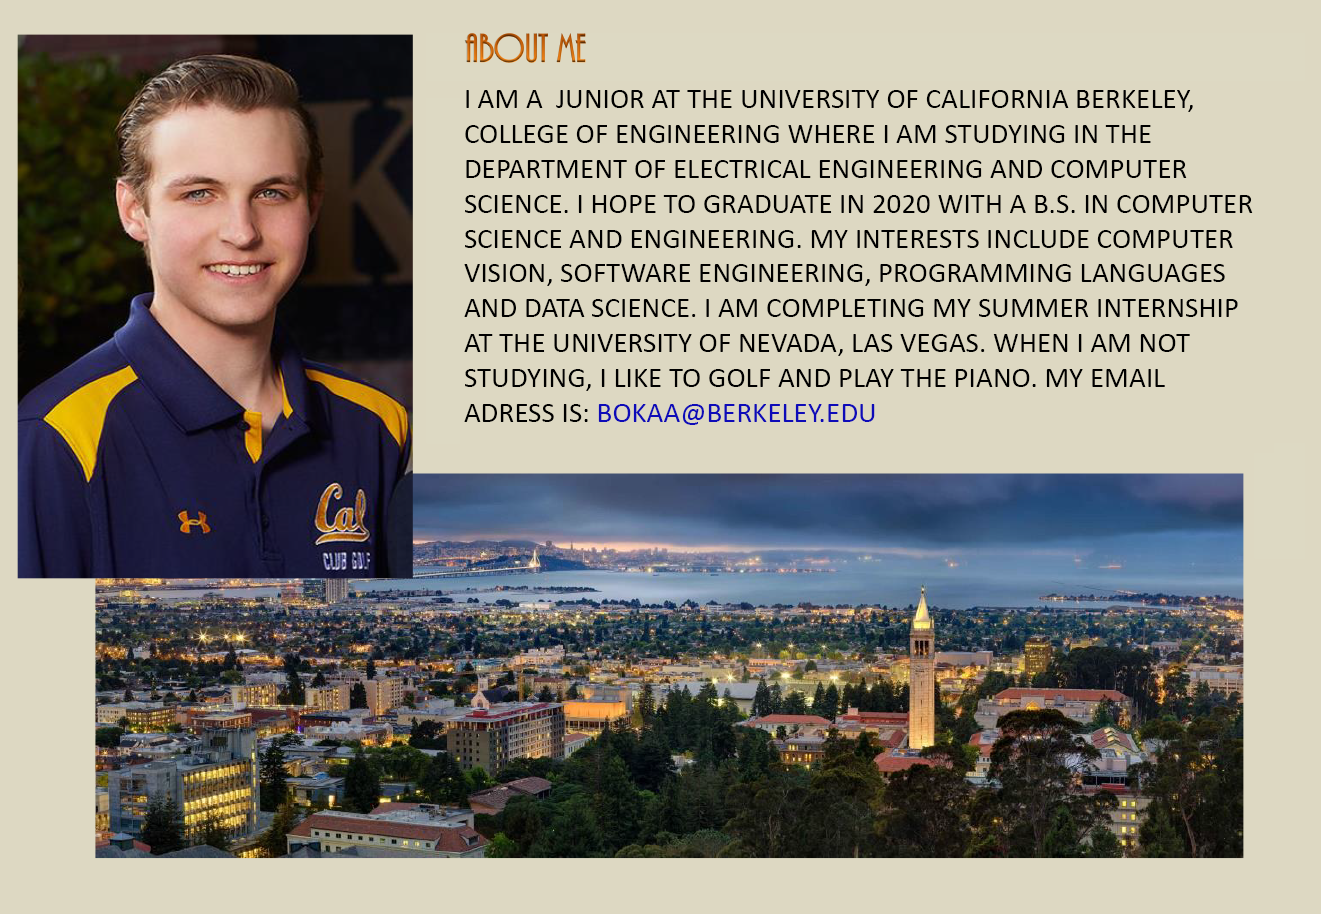 ABOUT ME
I AM A  JUNIOR AT THE UNIVERSITY OF CALIFORNIA BERKELEY,
COLLEGE OF ENGINEERING WHERE I AM STUDYING IN THE
DEPARTMENT OF ELECTRICAL ENGINEERING AND COMPUTER
SCIENCE. I HOPE TO GRADUATE IN 2020 WITH A B.S. IN COMPUTER
SCIENCE AND ENGINEERING. MY INTERESTS INCLUDE COMPUTER
VISION, SOFTWARE ENGINEERING, PROGRAMMING LANGUAGES
AND DATA SCIENCE. I AM COMPLETING MY SUMMER INTERNSHIP
AT THE UNIVERSITY OF NEVADA, LAS VEGAS. WHEN I AM NOT
STUDYING, I LIKE TO GOLF AND PLAY THE PIANO. MY EMAIL
ADRESS IS: BOKAA@BERKELEY.EDU
K
Cal
CLUB GOLF